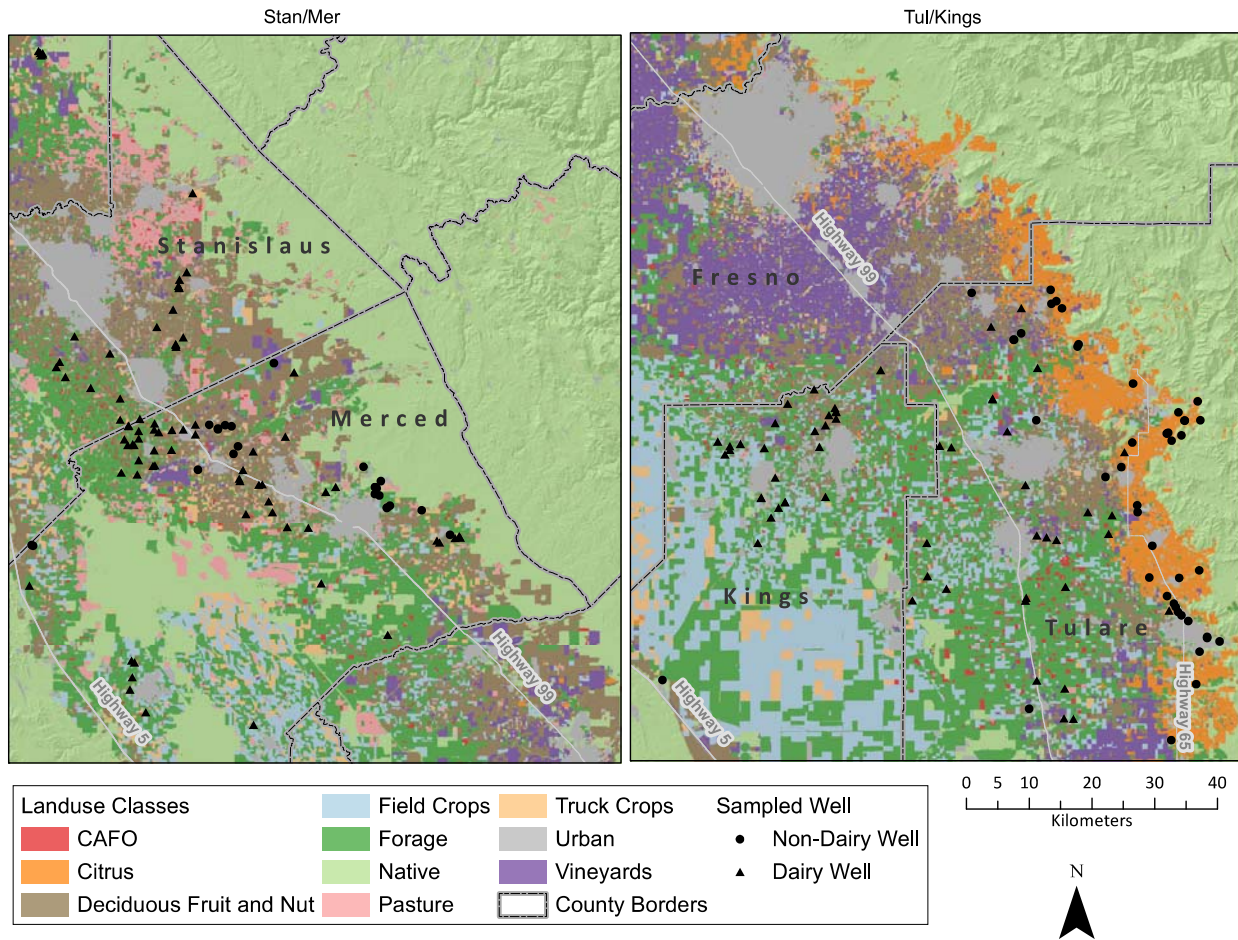 Stan/Mer
Tul/Kings
Stanislaus
Merced
Highway 99
Highway 5
Highway 99
Fresno
Kings
Tulare
Highway 5
Highway 65
Landuse Classes
CAFO
Citrus
Deciduous Fruit and Nut
Field Crops
Forage
Native
Pasture
Truck Crops
Urban
Vineyards
County Borders
Sampled Well
Non-Dairy Well
Dairy Well
0 10 20 30 40
Kilometers
N